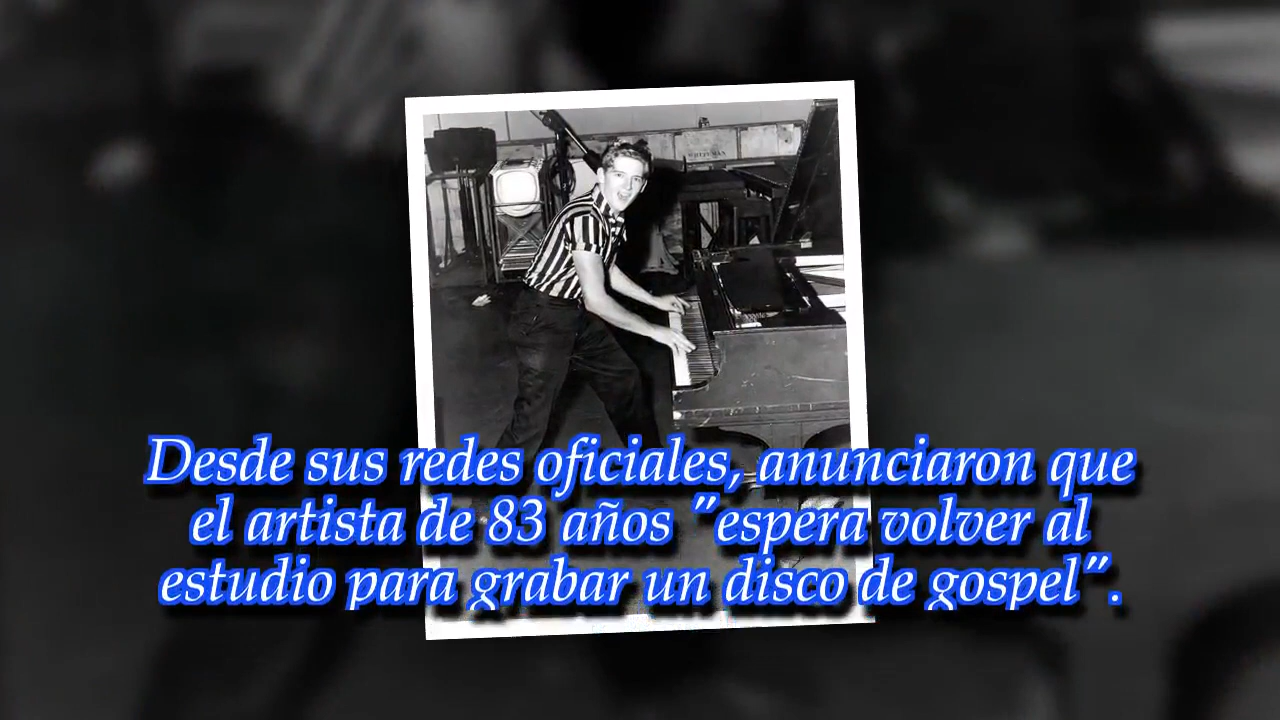 Desde sus redes oficiales, anunciaron que
el artista de 83 años "espera volver al
estudio para grabar un disco de gospel".